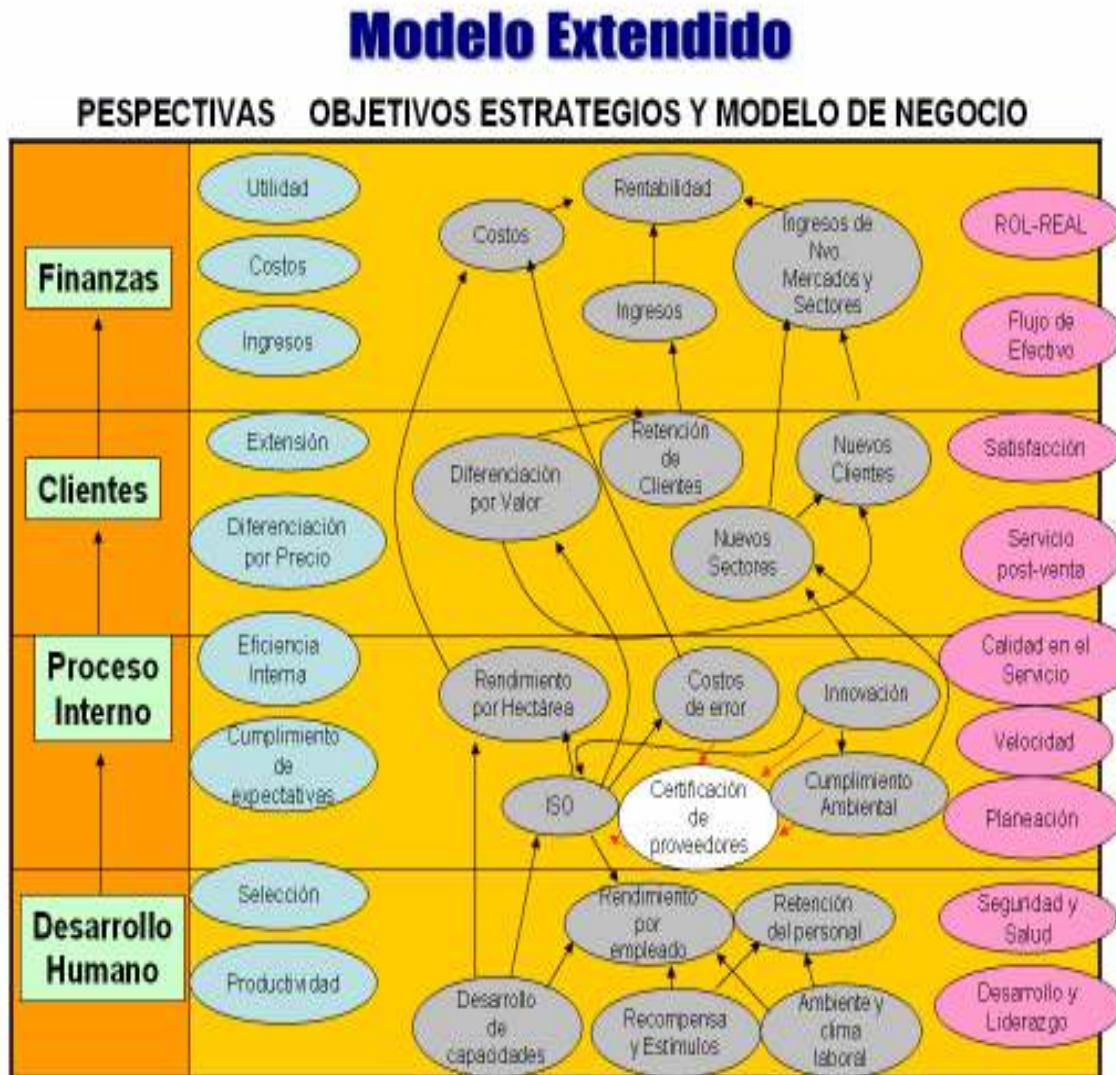 Modelo Extendido
PESPECTIVAS OBJETIVOS ESTRATEGIOS Y MODELO DE NEGOCIO
Finanzas
Utilidad
Costos
Ingresos
Costos
Rentabilidad
Ingresos
Ingresos de
Nvo
Mercados y
Sectores
ROL-REAL
Flujo de
Efectivo
Clientes
Extensión
Diferenciación
por Precio
Diferenciación
por Valor
Retención
de
Clientes
Nuevos
Sectores
Nuevos
Clientes
Satisfacción
Servicio
post-venta
Proceso
Interno
Eficiencia
Interna
Cumplimiento
de
expectativas
Rendimiento
por Hectárea
ISO
Costos
de error
Certificación
de
proveedores
Innovación
Cumplimiento
Ambiental
Calidad en el
Servicio
Velocidad
Planeación
Desarrollo
Humano
Selección
Productividad
Desarrollo
de
capacidades
Rendimiento
por
empleado
Recompensa
y Estímulos
Retención
del personal
Ambiente y
clima
laboral
Seguridad y
Salud
Desarrollo y
Liderazgo